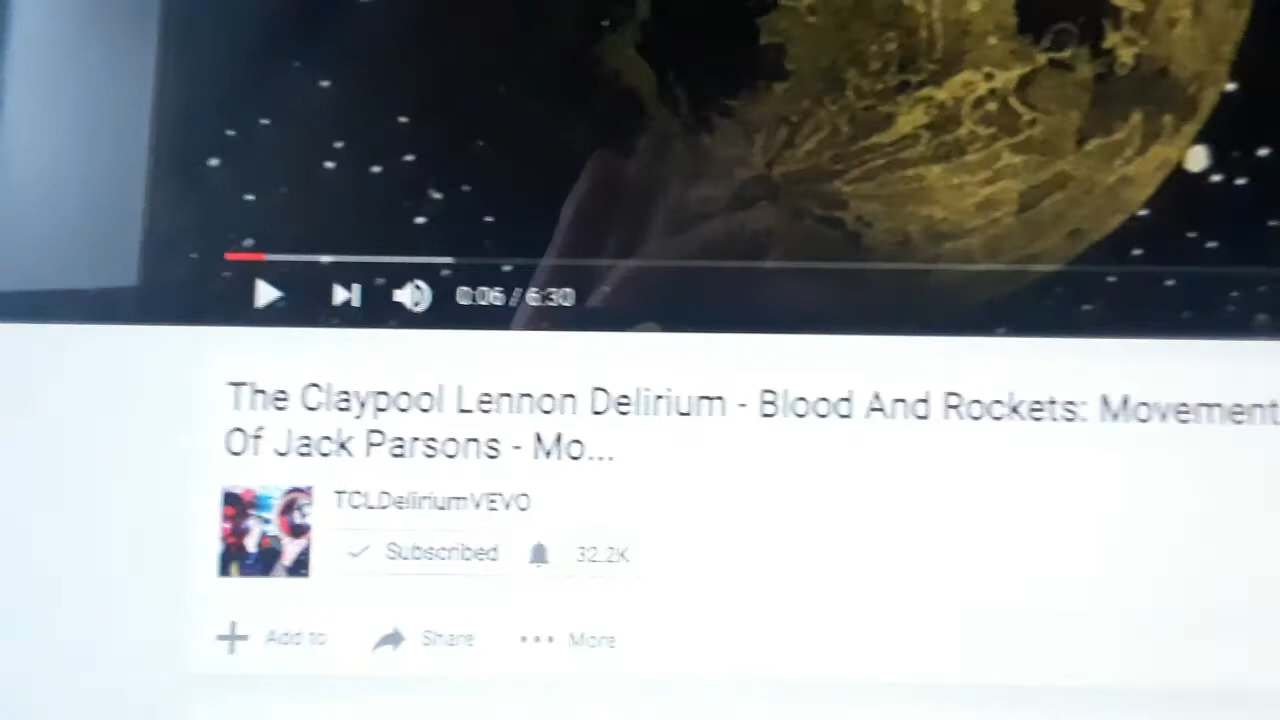 0:06 / 6:30
The Claypool Lennon Delirium - Blood And Rockets: Movement
Of Jack Parsons - Mo...
TCLDeliriumVEVO
Subscribed 32.2K
Add to Share More